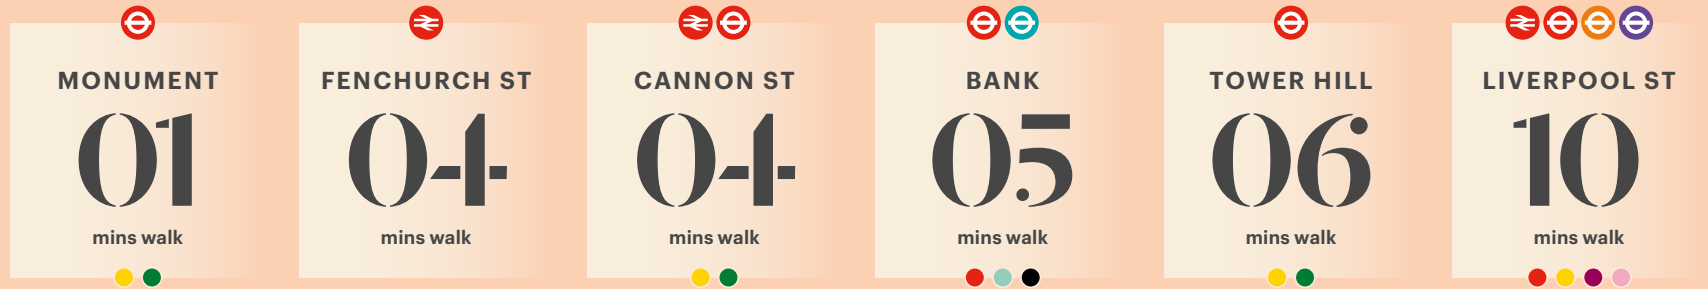 MONUMENT
01
mins walk
FENCHURCH ST
04
mins walk
CANNON ST
04
mins walk
BANK
05
mins walk
TOWER HILL
06
mins walk
LIVERPOOL ST
10
mins walk